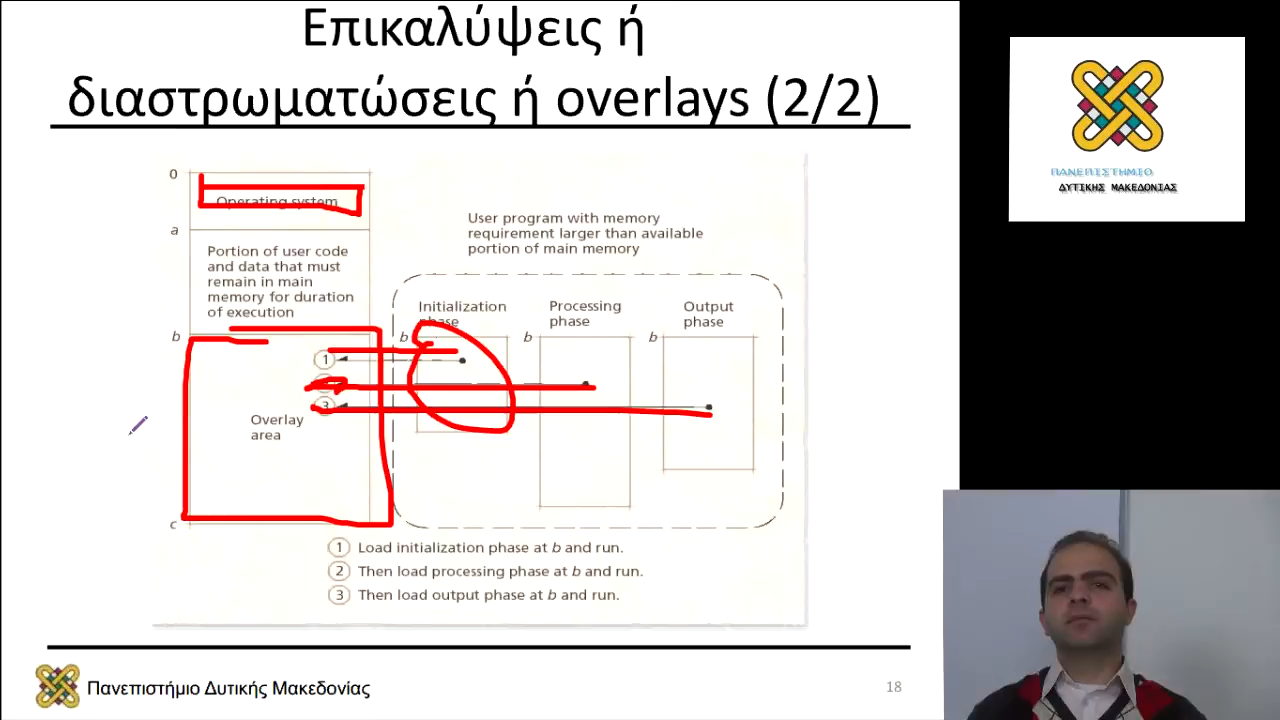 Επικαλύψεις ή
διαστρωματώσεις ή overlays (2/2)
ΠΑΝΕΠΙΣΤΗΜΙΟ
ΔΥΤΙΚΗΣ ΜΑΚΕΔΟΝΙΑΣ
0
Operating system
a
Portion of user code
and data that must
remain in main
memory for duration
of execution
b
1
3
Overlay
area
c
User program with memory
requirement larger than available
portion of main memory
Initialization
phase
b
Processing
phase
b
Output
phase
b
1 Load initialization phase at b and run.
2 Then load processing phase at b and run.
3 Then load output phase at b and run.
Πανεπιστήμιο Δυτικής Μακεδονίας
18